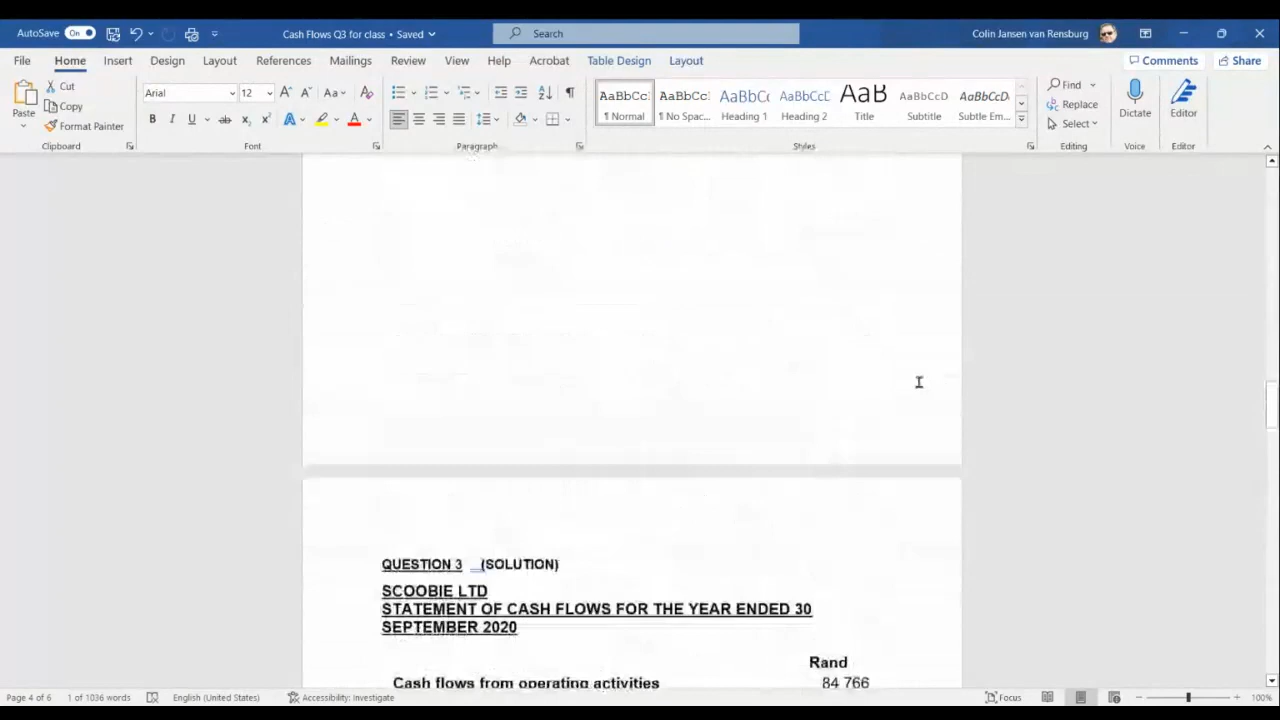 AutoSave On Cash Flows Q3 for class • Saved Search Colin Jansen van Rensburg
File Home Insert Design Layout References Mailings Review View Help Acrobat Table Design Layout Comments Share
Paste Cut Copy Format Painter
Clipboard
Arial 12 Aa
B I U ab x₂ x² A A
Font
Paragraph
AaBbCc AaBbCc AaBbCc AaBbCcD AaB AaBbCcD AaBbCcD
¶ Normal ¶ No Spac... Heading 1 Heading 2 Title Subtitle Subtle Em...
Styles
Find
Replace
Select
Editing
Dictate
Voice
Editor
Editor
QUESTION 3 (SOLUTION)
SCOOBIE LTD
STATEMENT OF CASH FLOWS FOR THE YEAR ENDED 30
SEPTEMBER 2020
Rand
Cash flows from operating activities 84 766
Page 4 of 6 1 of 1036 words English (United States) Accessibility: Investigate Focus 100%